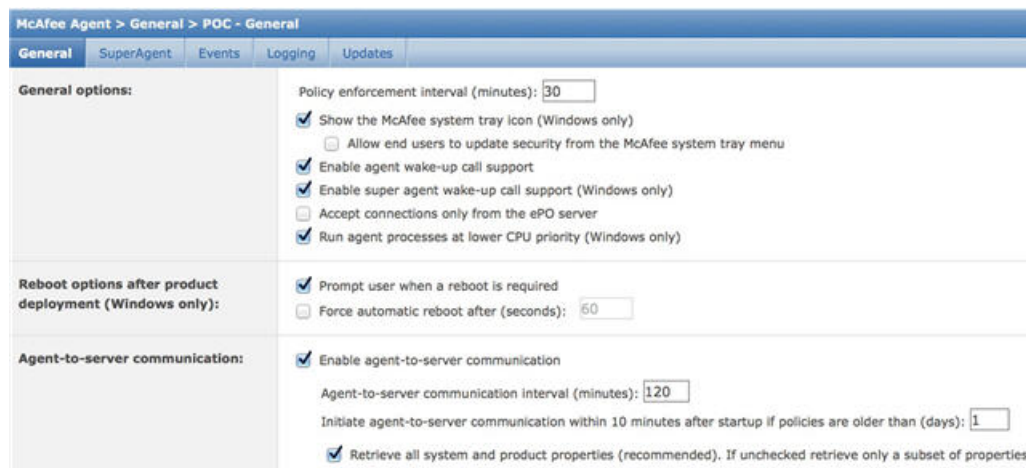 McAfee Agent > General > POC - General
General SuperAgent Events Logging Updates
General options:
Policy enforcement interval (minutes): 30
Show the McAfee system tray icon (Windows only)
Allow end users to update security from the McAfee system tray menu
Enable agent wake-up call support
Enable super agent wake-up call support (Windows only)
Accept connections only from the ePO server
Run agent processes at lower CPU priority (Windows only)
Reboot options after product
deployment (Windows only):
Prompt user when a reboot is required
Force automatic reboot after (seconds): 60
Agent-to-server communication:
Enable agent-to-server communication
Agent-to-server communication interval (minutes): 120
Initiate agent-to-server communication within 10 minutes after startup if policies are older than (days): 1
Retrieve all system and product properties (recommended). If unchecked retrieve only a subset of properties